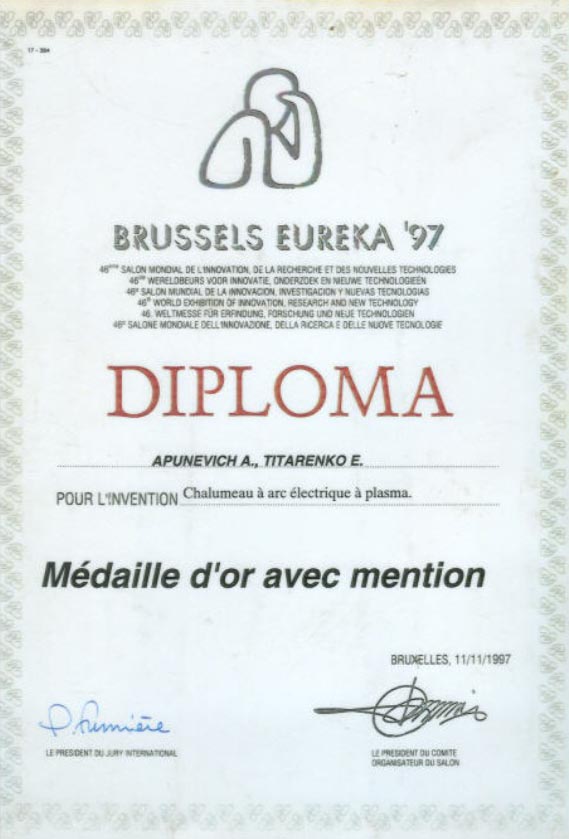 17 - 394
BRUSSELS EUREKA '97
46ème SALON MONDIAL DE L'INNOVATION, DE LA RECHERCHE ET DES NOUVELLES TECHNOLOGIES
46ste WERELDBEURS VOOR INNOVATIE, ONDERZOEK EN NIEUWE TECHNOLOGIEEN
46º SALON MUNDIAL DE LA INNOVACION, INVESTIGACION Y NUEVAS TECNOLOGIAS
46th WORLD EXHIBITION OF INNOVATION, RESEARCH AND NEW TECHNOLOGY
46. WELTMESSE FÜR ERFINDUNG, FORSCHUNG UND NEUE TECHNOLOGIEN
46º SALONE MONDIALE DELL'INNOVAZIONE, DELLA RICERCA E DELLE NUOVE TECNOLOGIE
DIPLOMA
APUNEVICH A., TITARENKO E.
POUR L'INVENTION Chalumeau à arc électrique à plasma.
Médaille d'or avec mention
BRUXELLES, 11/11/1997
LE PRESIDENT DU JURY INTERNATIONAL
LE PRESIDENT DU COMITE
ORGANISATEUR DU SALON